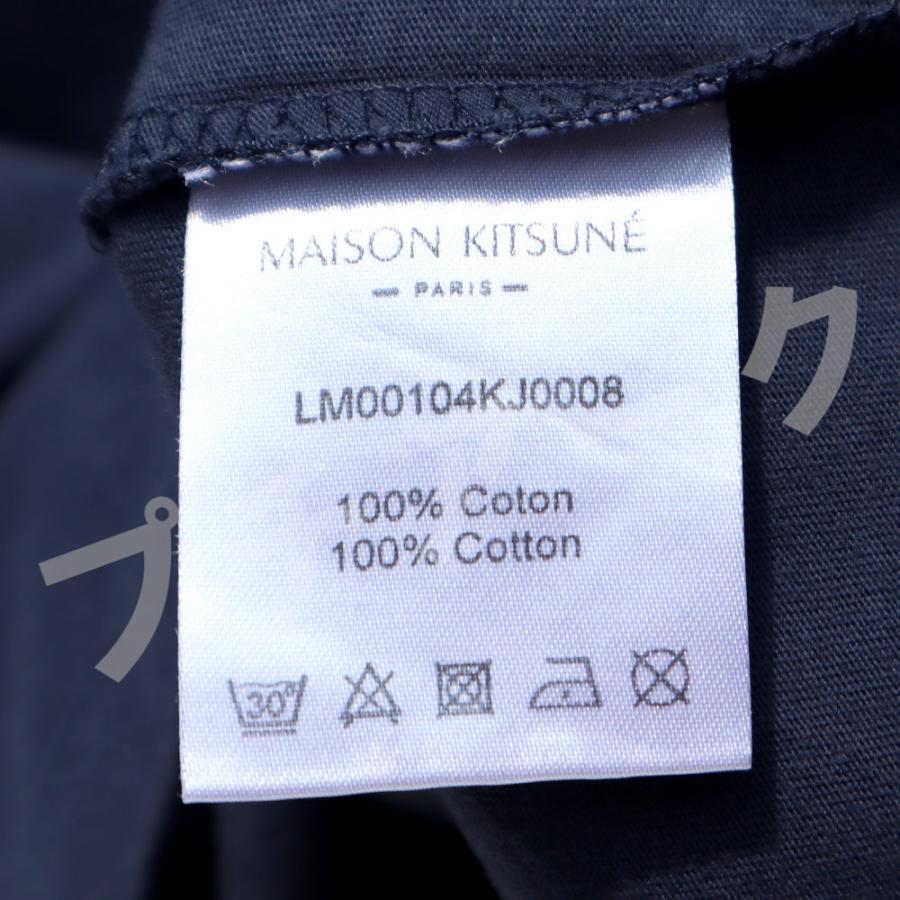 MAISON KITSUNÉ
PARIS
LM00104KJ0008
100% Coton
100% Cotton
30°
プ ク